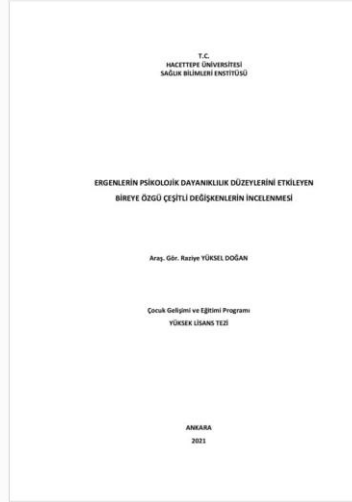 T.C.
HACETTEPE ÜNİVERSİTESİ
SAĞLIK BİLİMLERİ ENSTİTÜSÜ
ERGENLERİN PSİKOLOJİK DAYANIKLILIK DÜZEYLERİNİ ETKİLEYEN
BİREYE ÖZGÜ ÇEŞİTLİ DEĞİŞKENLERİN İNCELENMESİ
Araş. Gör. Raziye YÜKSEL DOĞAN
Çocuk Gelişimi ve Eğitimi Programı
YÜKSEK LİSANS TEZİ
ANKARA
2021